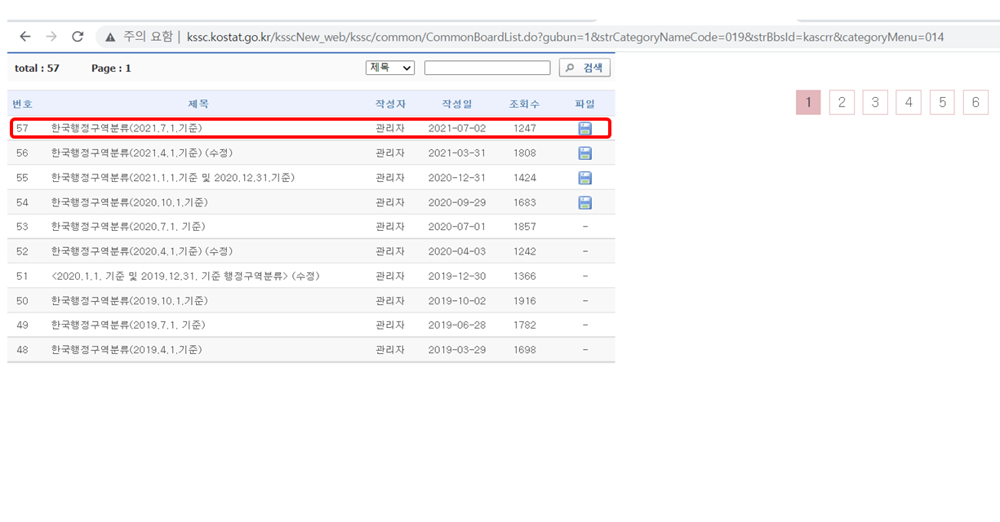 주의 요함 | kssc.kostat.go.kr/ksscNew_web/kssc/common/CommonBoardList.do?gubun=1&strCategoryNameCode=019&strBbsId=kascrr&categoryMenu=014
total : 57 Page : 1 제목 검색
번호 제목 작성자 작성일 조회수 파일
57 한국행정구역분류(2021.7.1.기준) 관리자 2021-07-02 1247
56 한국행정구역분류(2021.4.1.기준) (수정) 관리자 2021-03-31 1808
55 한국행정구역분류(2021.1.1.기준 및 2020.12.31.기준) 관리자 2020-12-31 1424
54 한국행정구역분류(2020.10.1.기준) 관리자 2020-09-29 1683
53 한국행정구역분류(2020.7.1. 기준) 관리자 2020-07-01 1857 -
52 한국행정구역분류(2020.4.1.기준) (수정) 관리자 2020-04-03 1242 -
51 <2020.1.1. 기준 및 2019.12.31. 기준 행정구역분류> (수정) 관리자 2019-12-30 1366 -
50 한국행정구역분류(2019.10.1.기준) 관리자 2019-10-02 1916 -
49 한국행정구역분류(2019.7.1. 기준) 관리자 2019-06-28 1782 -
48 한국행정구역분류(2019.4.1.기준) 관리자 2019-03-29 1698 -
1 2 3 4 5 6